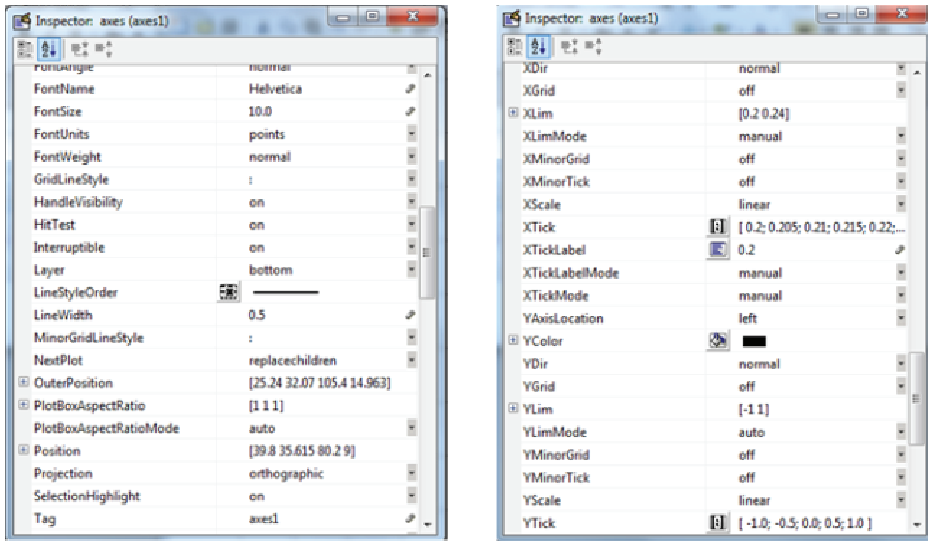 Inspector: axes (axes1)
FontAngle normal
FontName Helvetica
FontSize 10.0
FontUnits points
FontWeight normal
GridLineStyle :
HandleVisibility on
HitTest on
Interruptible on
Layer bottom
LineStyleOrder
LineWidth 0.5
MinorGridLineStyle :
NextPlot replacechildren
OuterPosition [25.24 32.07 105.4 14.963]
PlotBoxAspectRatio [1 1 1]
PlotBoxAspectRatioMode auto
Position [39.8 35.615 80.2 9]
Projection orthographic
SelectionHighlight on
Tag axes1
Inspector: axes (axes1)
XDir normal
XGrid off
XLim [0.2 0.24]
XLimMode manual
XMinorGrid off
XMinorTick off
XScale linear
XTick [ 0.2; 0.205; 0.21; 0.215; 0.22;...
XTickLabel 0.2
XTickLabelMode manual
XTickMode manual
YAxisLocation left
YColor
YDir normal
YGrid off
YLim [-1 1]
YLimMode auto
YMinorGrid off
YMinorTick off
YScale linear
YTick [ -1.0; -0.5; 0.0; 0.5; 1.0 ]